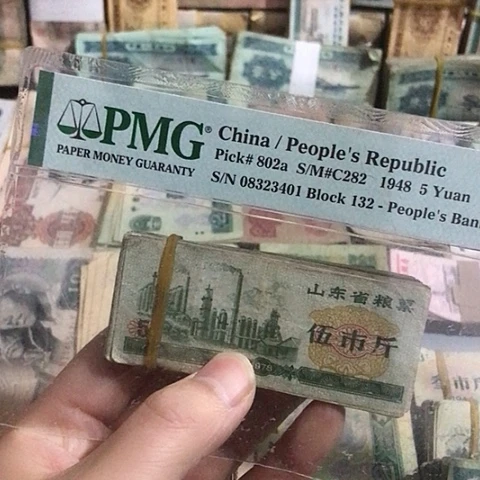 PMG®
PAPER MONEY GUARANTY
China / People's Republic
Pick# 802a S/M#C282 1948 5 Yuan
S/N 08323401 Block 132 - People's Ban
山东省粮票
伍市斤